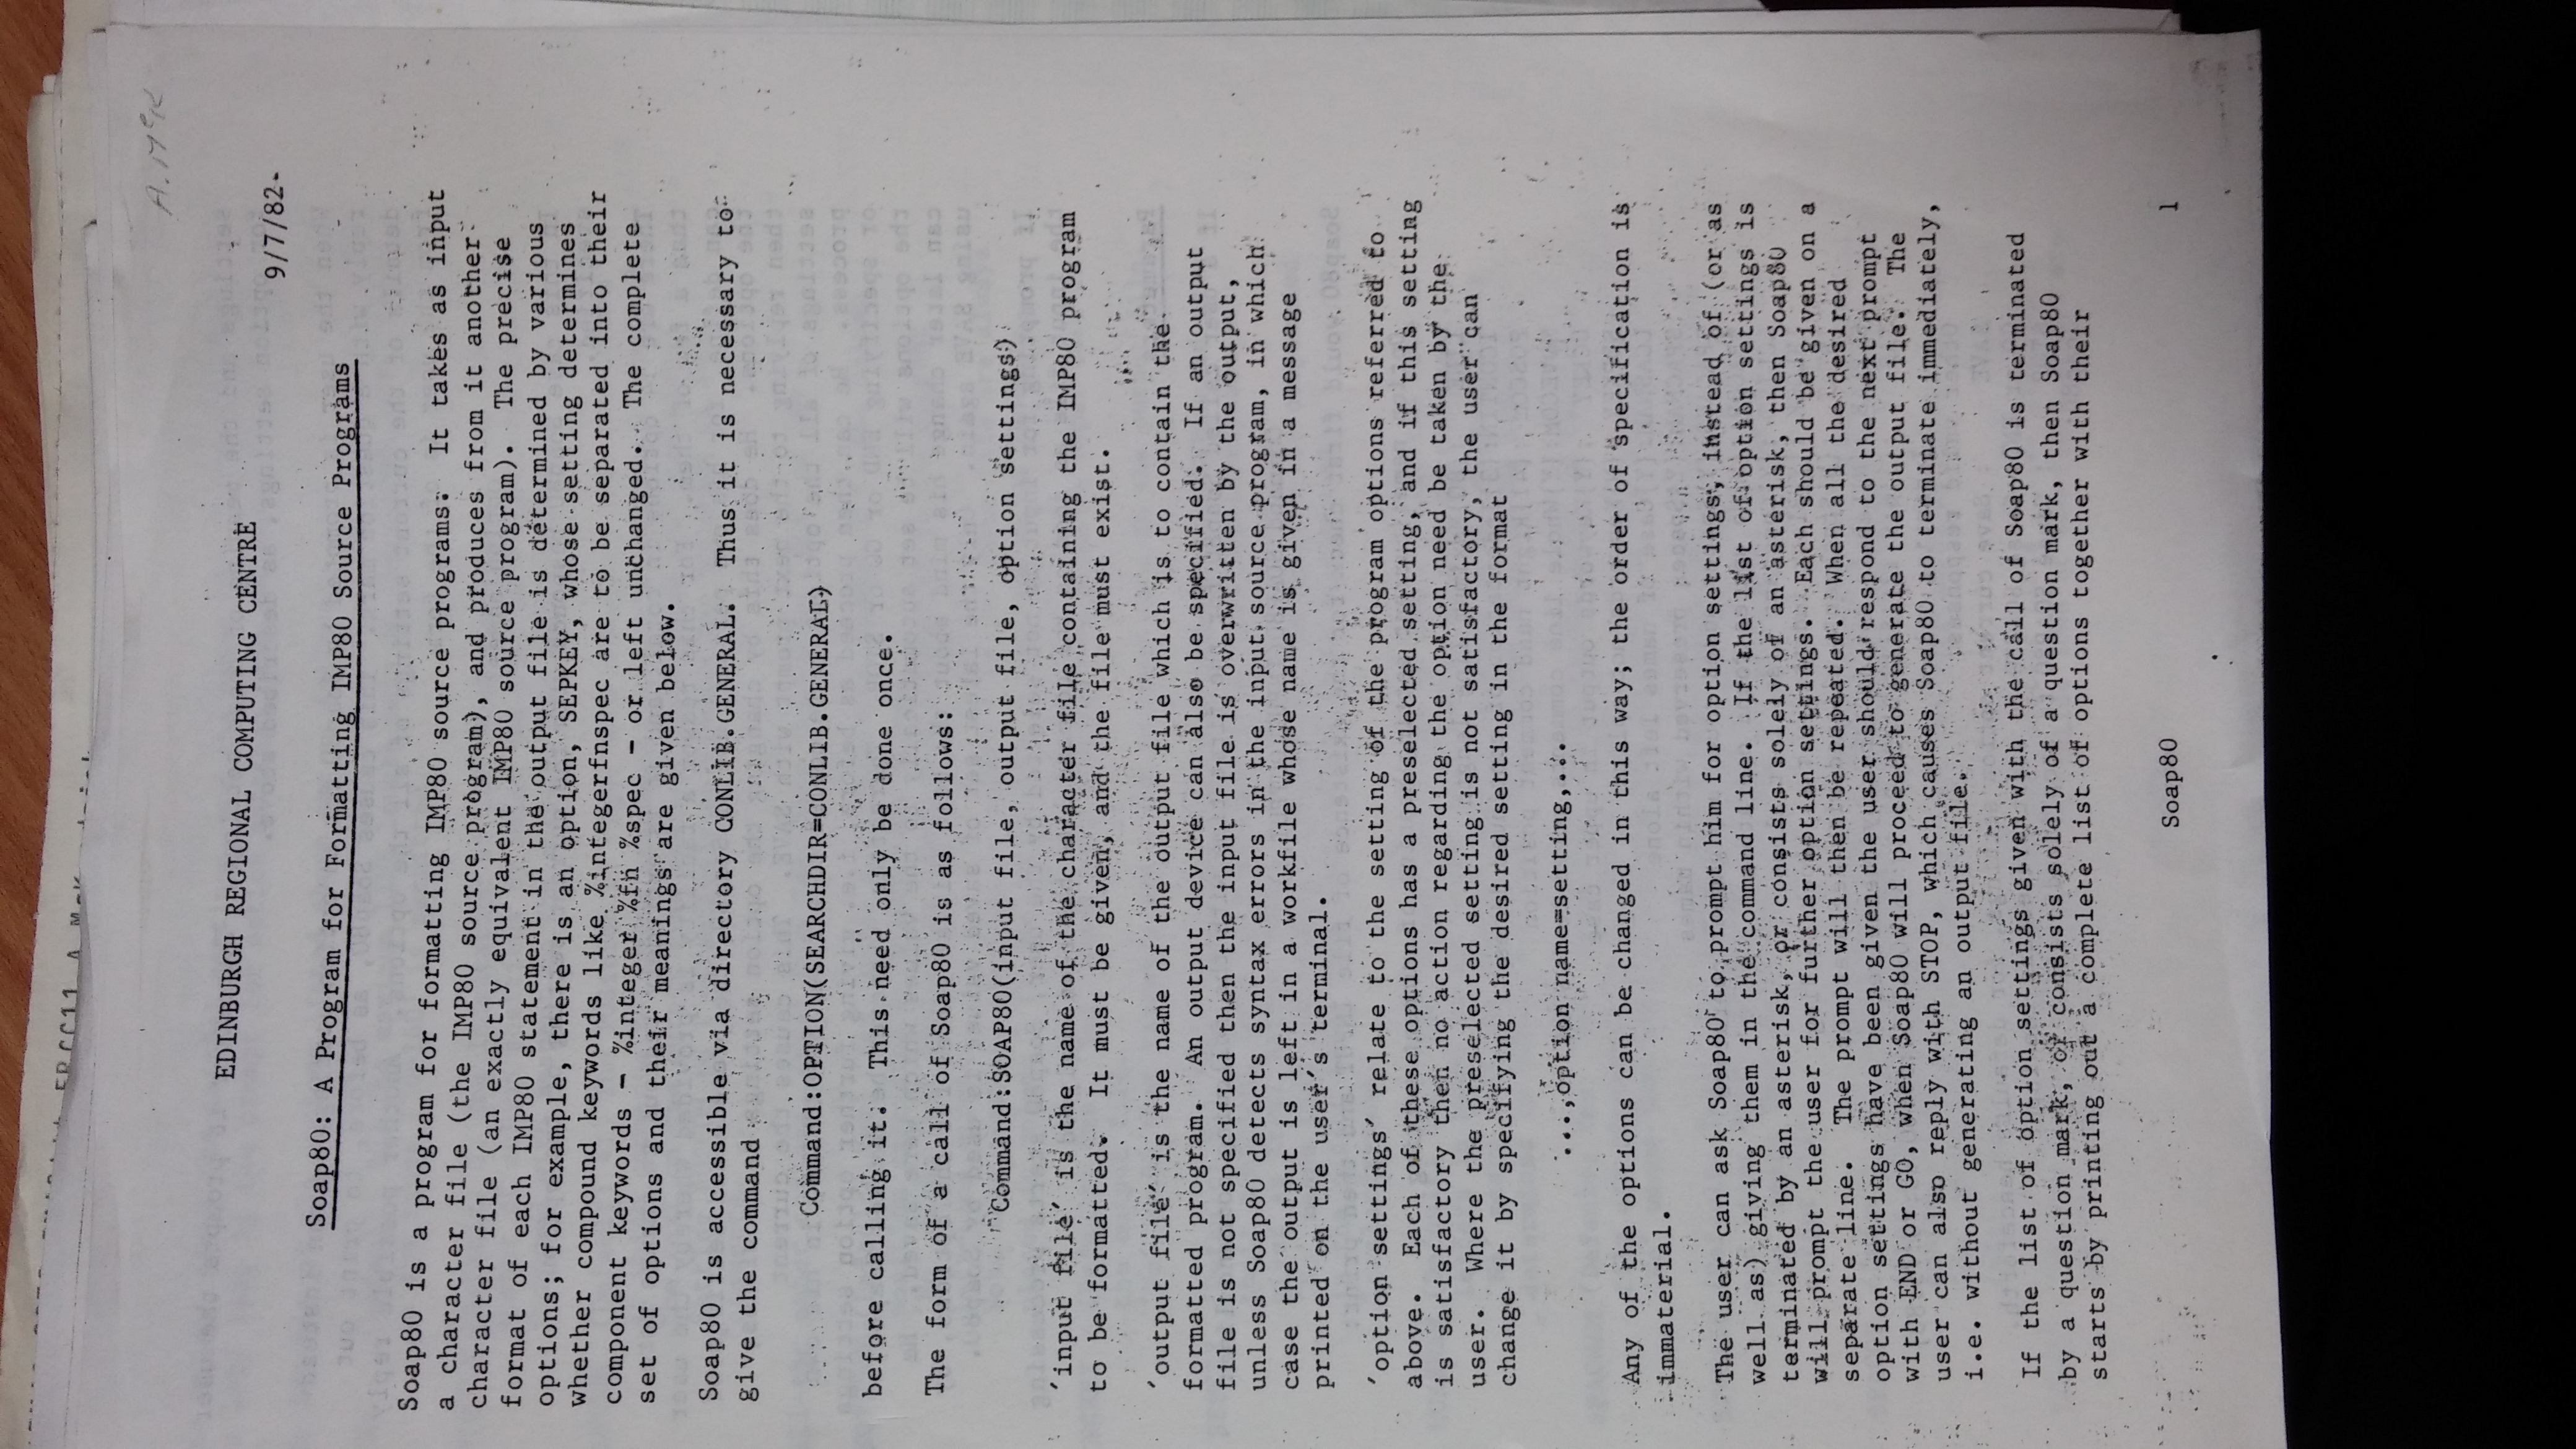 A. McK
EDINBURGH REGIONAL COMPUTING CENTRE
9/7/82
Soap80: A Program for Formatting IMP80 Source Programs
Soap80 is a program for formatting IMP80 source programs. It takes as input
a character file (the IMP80 source program), and produces from it another
character file (an exactly equivalent IMP80 source program). The precise
format of each IMP80 statement in the output file is determined by various
options; for example, there is an option, SEPKEY, whose setting determines
whether compound keywords like %integerfnspec are to be separated into their
component keywords - %integer %fn %spec - or left unchanged. The complete
set of options and their meanings are given below.
Soap80 is accessible via directory CONLIB.GENERAL. Thus it is necessary to
give the command
Command:OPTION(SEARCHDIR=CONLIB.GENERAL)
before calling it. This need only be done once.
The form of a call of Soap80 is as follows:
Command:SOAP80(input file, output file, option settings)
'input file' is the name of the character file containing the IMP80 program
to be formatted. It must be given, and the file must exist.
'output file' is the name of the output file which is to contain the
formatted program. An output device can also be specified. If an output
file is not specified then the input file is overwritten by the output,
unless Soap80 detects syntax errors in the input source program, in which
case the output is left in a workfile whose name is given in a message
printed on the user's terminal.
'option settings' relate to the setting of the program options referred to
above. Each of these options has a preselected setting, and if this setting
is satisfactory then no action regarding the option need be taken by the
user. Where the preselected setting is not satisfactory, the user can
change it by specifying the desired setting in the format
...,option name=setting,...
Any of the options can be changed in this way; the order of specification is
immaterial.
The user can ask Soap80 to prompt him for option settings, instead of (or as
well as) giving them in the command line. If the list of option settings is
terminated by an asterisk, or consists solely of an asterisk, then Soap80
will prompt the user for further option settings. Each should be given on a
separate line. The prompt will then be repeated. When all the desired
option settings have been given the user should respond to the next prompt
with END or GO, when Soap80 will proceed to generate the output file. The
user can also reply with STOP, which causes Soap80 to terminate immediately,
i.e. without generating an output file.
If the list of option settings given with the call of Soap80 is terminated
by a question mark, or consists solely of a question mark, then Soap80
starts by printing out a complete list of options together with their
Soap80
1